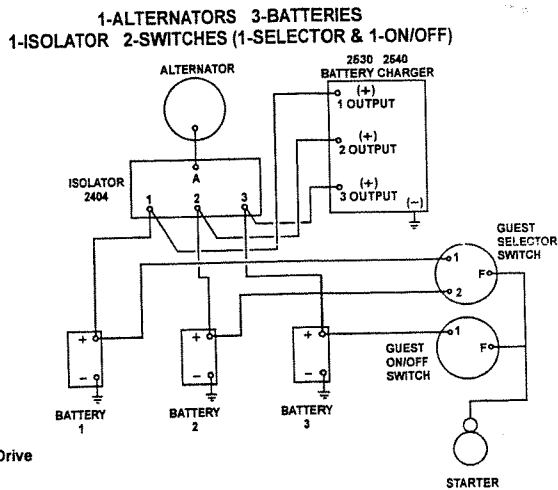 1-ALTERNATORS 3-BATTERIES
1-ISOLATOR 2-SWITCHES (1-SELECTOR & 1-ON/OFF)
ALTERNATOR
2530 2540
BATTERY CHARGER
(+)
1 OUTPUT
(+)
2 OUTPUT
(+)
3 OUTPUT
(-)
A
ISOLATOR
2404
1 2 3
GUEST
SELECTOR
SWITCH
1
F
2
GUEST
ON/OFF
SWITCH
1
F
+
-
+
-
+
-
BATTERY
1
BATTERY
2
BATTERY
3
Drive
STARTER